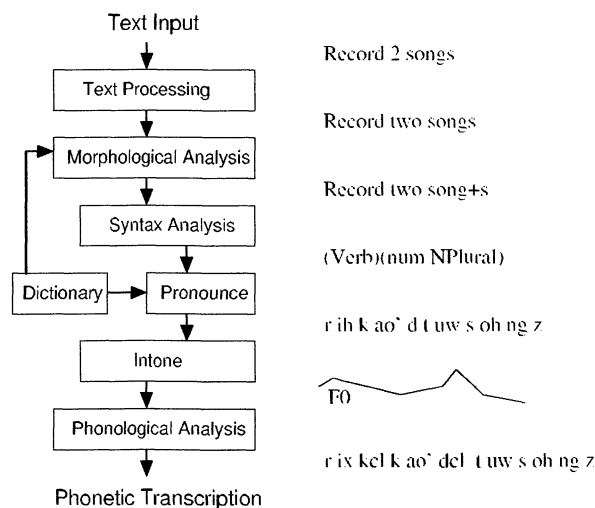 Text Input
Record 2 songs
Text Processing
Record two songs
Morphological Analysis
Record two song+s
Syntax Analysis
(Verb)(num NPlural)
Dictionary
Pronounce
r ih k ao' d t uw s oh ng z
Intone
F0
Phonological Analysis
r ix kcl k ao' dcl t uw s oh ng z
Phonetic Transcription